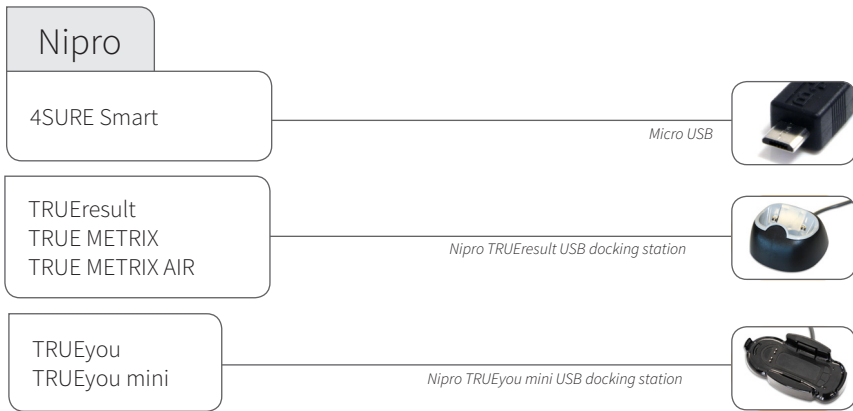 Nipro
4SURE Smart
Micro USB
TRUEresult
TRUE METRIX
TRUE METRIX AIR
Nipro TRUEresult USB docking station
TRUEyou
TRUEyou mini
Nipro TRUEyou mini USB docking station